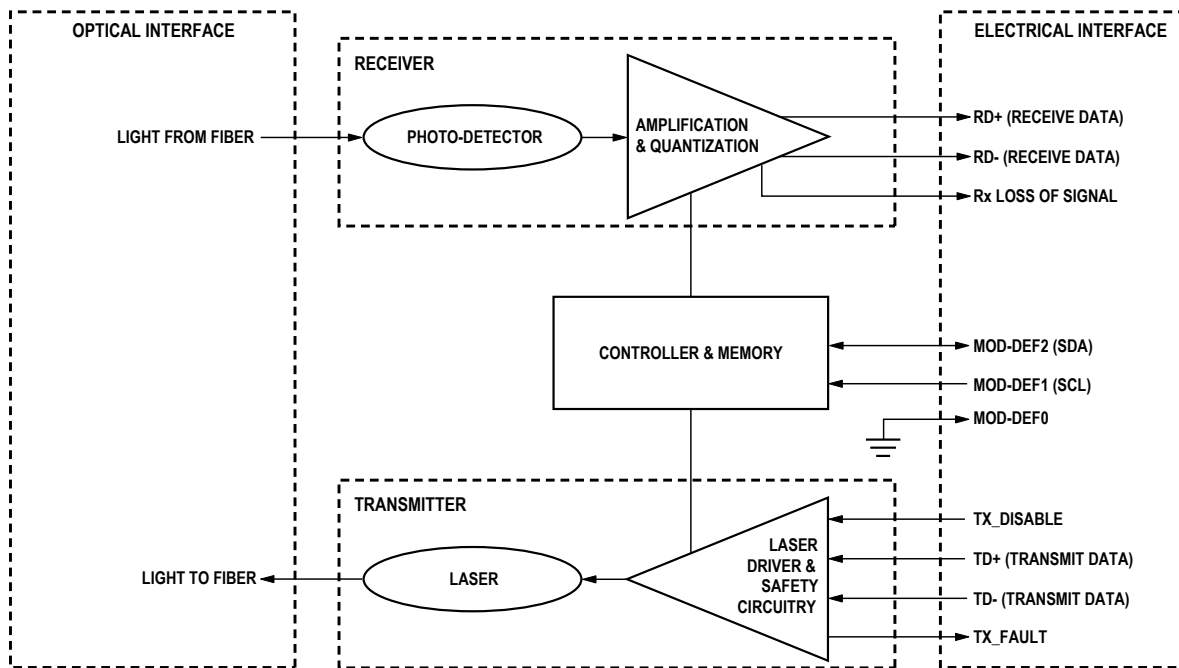 OPTICAL INTERFACE
ELECTRICAL INTERFACE
RECEIVER
LIGHT FROM FIBER
PHOTO-DETECTOR
AMPLIFICATION
& QUANTIZATION
RD+ (RECEIVE DATA)
RD- (RECEIVE DATA)
Rx LOSS OF SIGNAL
CONTROLLER & MEMORY
MOD-DEF2 (SDA)
MOD-DEF1 (SCL)
MOD-DEF0
TRANSMITTER
LIGHT TO FIBER
LASER
LASER
DRIVER &
SAFETY
CIRCUITRY
TX_DISABLE
TD+ (TRANSMIT DATA)
TD- (TRANSMIT DATA)
TX_FAULT